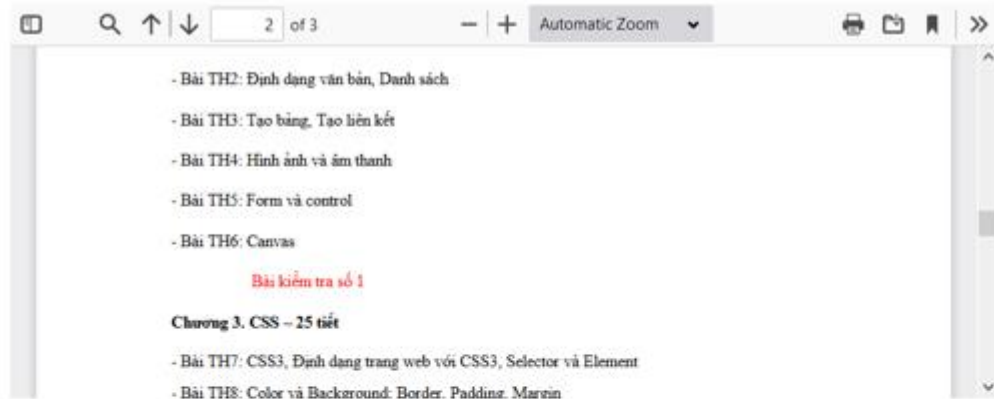 2 of 3 Automatic Zoom
- Bài TH2: Định dạng văn bản, Danh sách
- Bài TH3: Tạo bảng, Tạo liên kết
- Bài TH4: Hình ảnh và âm thanh
- Bài TH5: Form và control
- Bài TH6: Canvas
Bài kiểm tra số 1
Chương 3. CSS – 25 tiết
- Bài TH7: CSS3, Định dạng trang web với CSS3, Selector và Element
- Bài TH8: Color và Background; Border, Padding, Margin